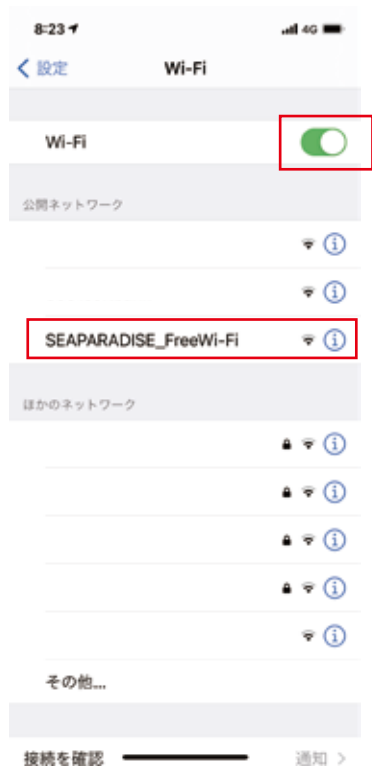 8:23 4G
設定 Wi-Fi
Wi-Fi
公開ネットワーク
SEAPARADISE_FreeWi-Fi
ほかのネットワーク
その他...
接続を確認 通知 >